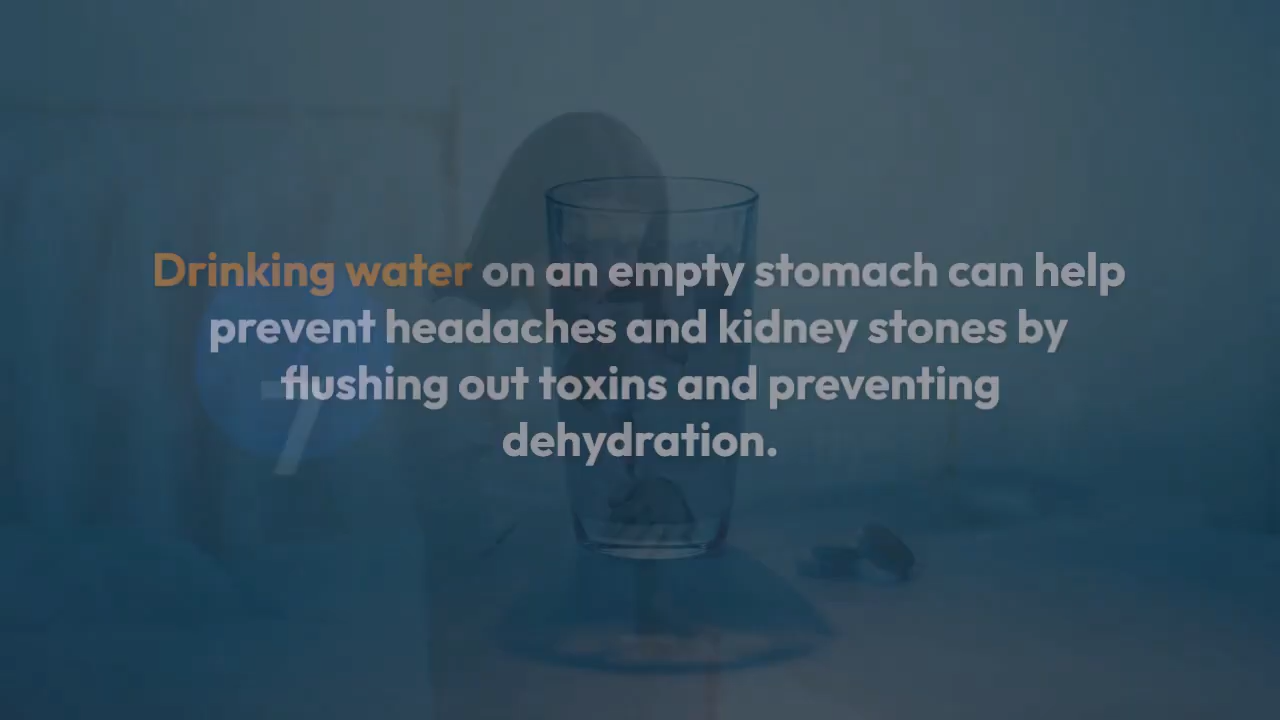 Drinking water on an empty stomach can help
prevent headaches and kidney stones by
flushing out toxins and preventing
dehydration.
7